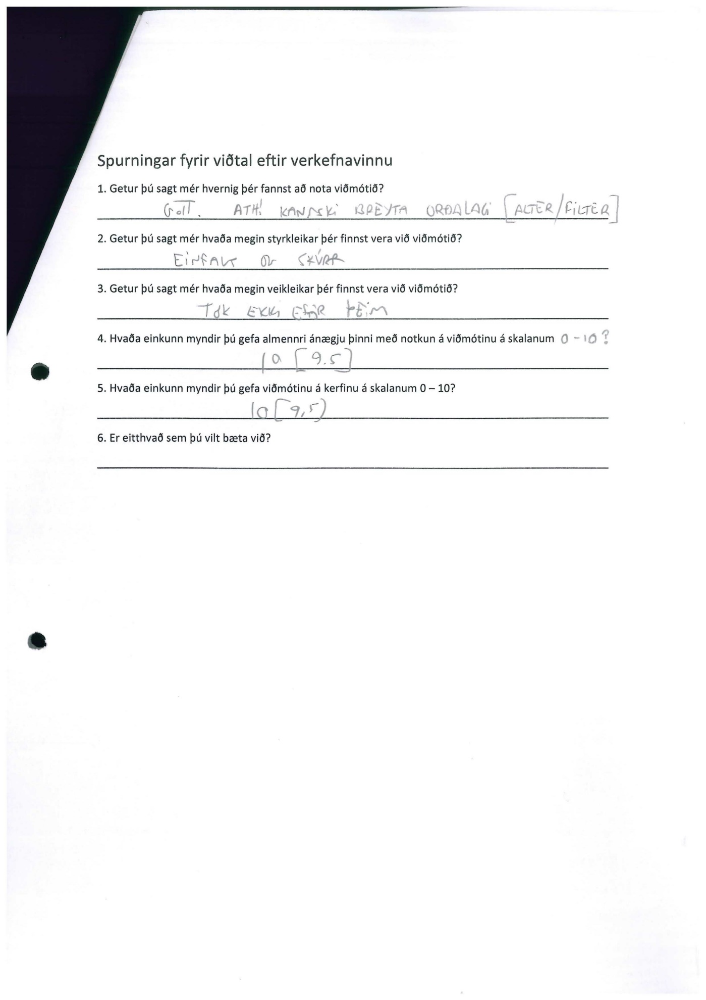 Spurningar fyrir viðtal eftir verkefnavinnu
1. Getur þú sagt mér hvernig þér fannst að nota viðmótið?
GOTT. ATH! KANNSKI BREYTA ORÐALAGI [ALTER/FILTER]
2. Getur þú sagt mér hvaða megin styrkleikar þér finnst vera við viðmótið?
EINFALT OG SKÝRR
3. Getur þú sagt mér hvaða megin veikleikar þér finnst vera við viðmótið?
TÓK EKKI EFTIR ÞEIM
4. Hvaða einkunn myndir þú gefa almennri ánægju þinni með notkun á viðmótinu á skalanum 0 - 10?
10 [9.5]
5. Hvaða einkunn myndir þú gefa viðmótinu á kerfinu á skalanum 0 – 10?
10 [9,5)
6. Er eitthvað sem þú vilt bæta við?